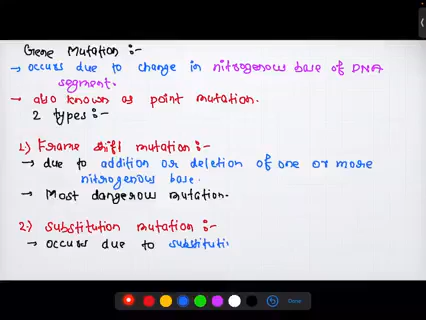 Gene Mutation :-
→ occurs due to change in nitrogenous base of DNA
segment.
→ also known as point mutation.
2 types :-
1.) Frame shift mutation :-
→ due to addition or deletion of one or more
nitrogenous base.
→ Most dangerous mutation.
2.) substitution mutation :-
→ occurs due to substituti
Done